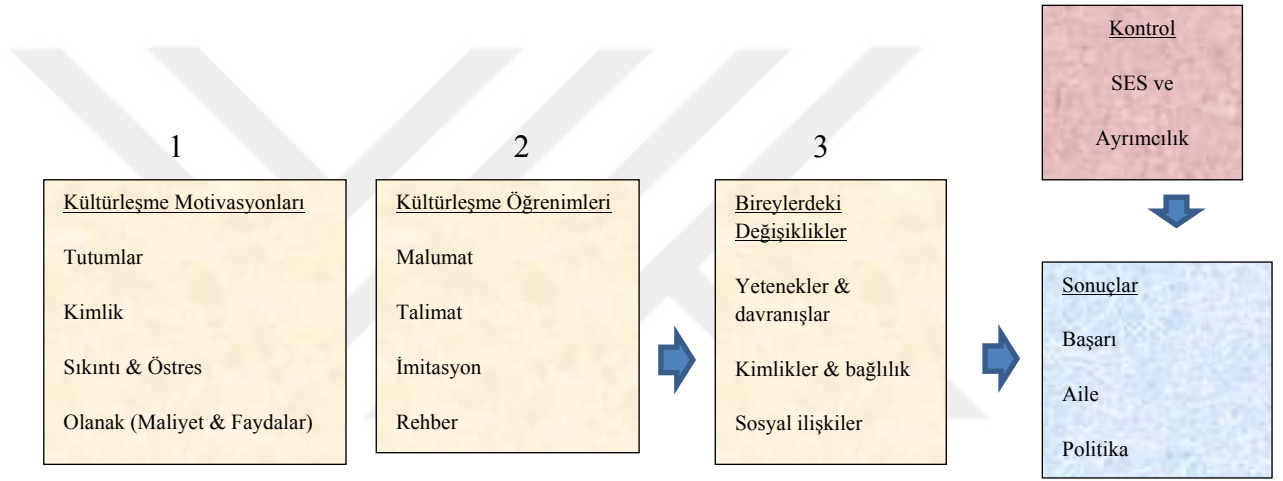 1
Kültürleşme Motivasyonları
Tutumlar
Kimlik
Sıkıntı & Östres
Olanak (Maliyet & Faydalar)
2
Kültürleşme Öğrenimleri
Malumat
Talimat
İmitasyon
Rehber
3
Bireylerdeki
Değişiklikler
Yetenekler &
davranışlar
Kimlikler & bağlılık
Sosyal ilişkiler
Kontrol
SES ve
Ayrımcılık
Sonuçlar
Başarı
Aile
Politika